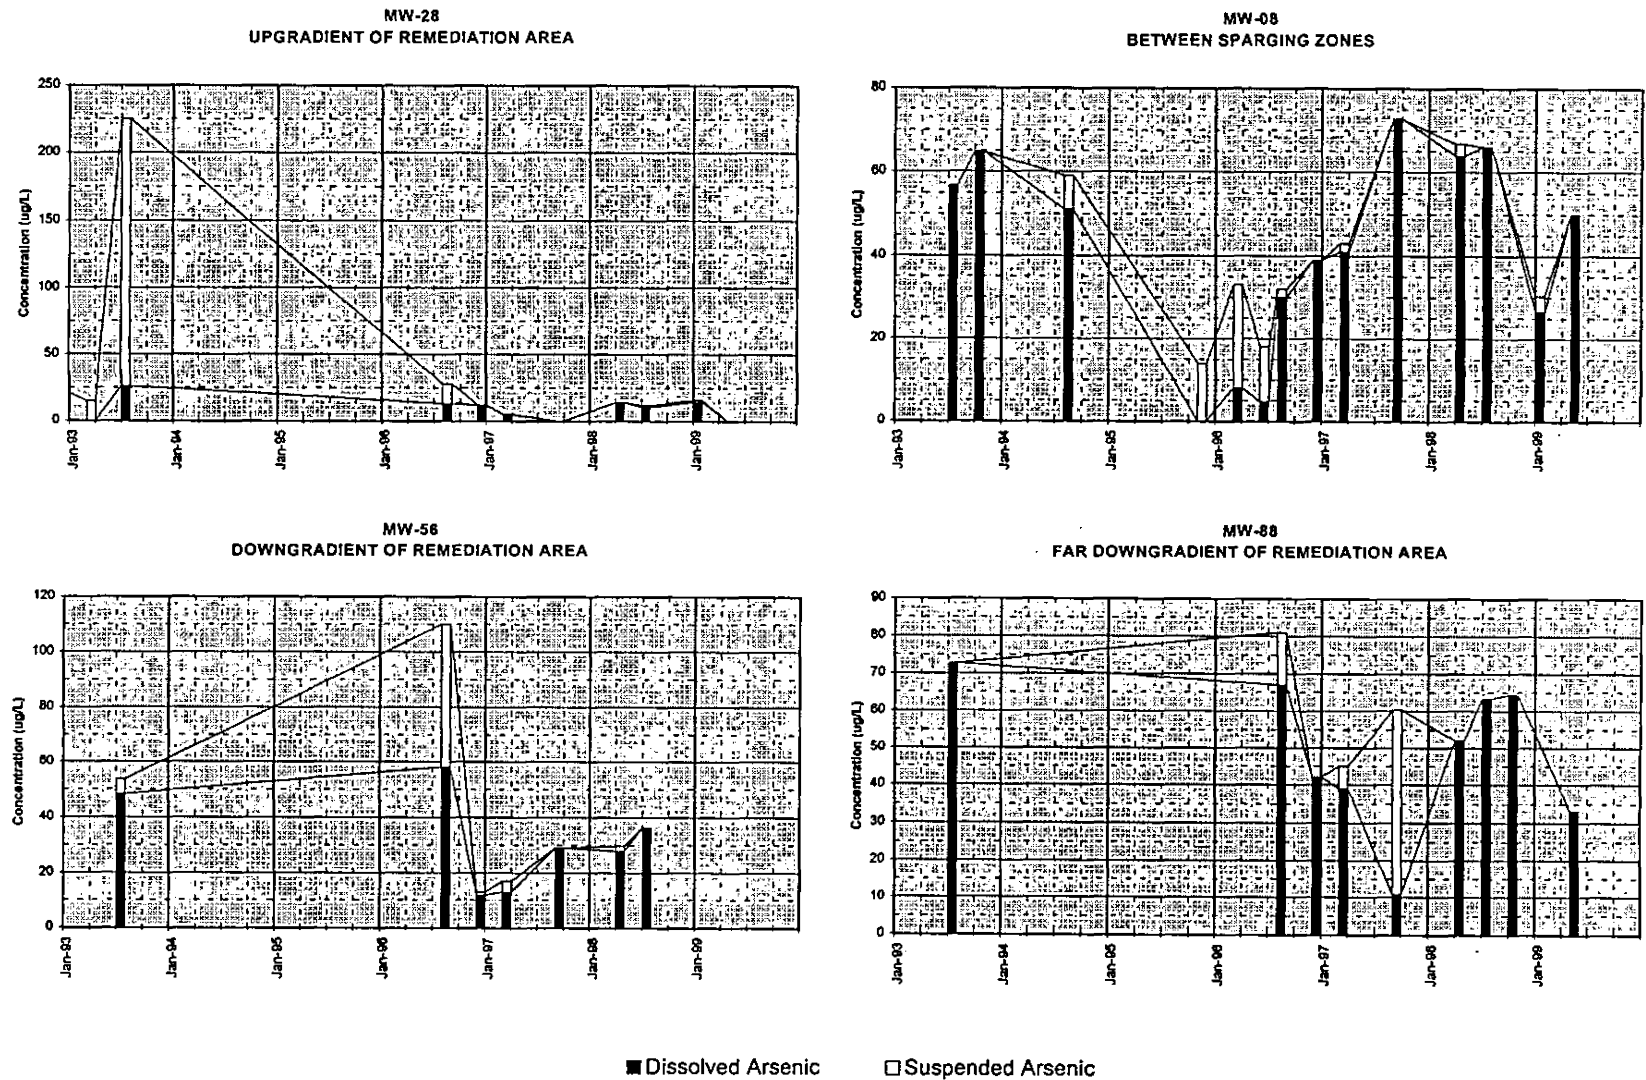 MW-28
UPGRADIENT OF REMEDIATION AREA
250
200
150
100
50
0
Concentration (ug/L)
Jan-93
Jan-94
Jan-95
Jan-96
Jan-97
Jan-98
Jan-99
MW-08
BETWEEN SPARGING ZONES
80
60
40
20
0
Concentration (ug/L)
Jan-93
Jan-94
Jan-95
Jan-96
Jan-97
Jan-98
Jan-99
MW-56
DOWNGRADIENT OF REMEDIATION AREA
120
100
80
60
40
20
0
Concentration (ug/L)
Jan-93
Jan-94
Jan-95
Jan-96
Jan-97
Jan-98
Jan-99
MW-88
FAR DOWNGRADIENT OF REMEDIATION AREA
90
80
70
60
50
40
30
20
10
0
Concentration (ug/L)
Jan-93
Jan-94
Jan-95
Jan-96
Jan-97
Jan-98
Jan-99
Dissolved Arsenic
Suspended Arsenic